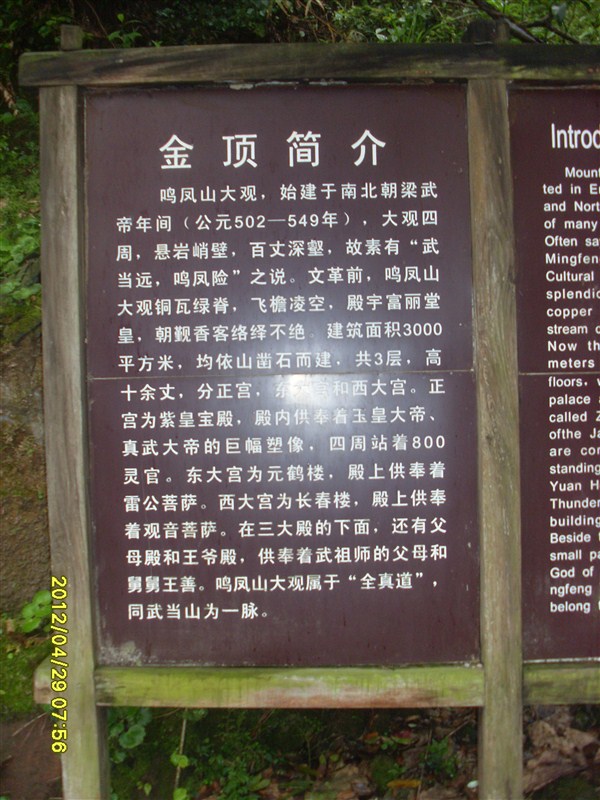 金顶简介
鸣凤山大观，始建于南北朝梁武
帝年间（公元502—549年），大观四
周，悬岩峭壁，百丈深壑，故素有“武
当远，鸣凤险”之说。文革前，鸣凤山
大观铜瓦绿脊，飞檐凌空，殿宇富丽堂
皇，朝觐香客络绎不绝。建筑面积3000
平方米，均依山凿石而建，共3层，高
十余丈，分正宫，东大宫和西大宫。正
宫为紫皇宝殿，殿内供奉着玉皇大帝、
真武大帝的巨幅塑像，四周站着800
灵官。东大宫为元鹤楼，殿上供奉着
雷公菩萨。西大宫为长春楼，殿上供奉
着观音菩萨。在三大殿的下面，还有父
母殿和王爷殿，供奉着武祖师的父母和
舅舅王善。鸣凤山大观属于“全真道”，
同武当山为一脉。
Introd
Mount
ted in En
and Nort
of many
Often sa
Mingfen
Cultural
splendid
copper
stream o
Now th
meters
floors, w
palace a
called Z
ofthe Ja
are con
standing
Yuan H
Thunder
building
Beside t
small pa
God of
ngfeng
belong t
2012/04/29 07:56